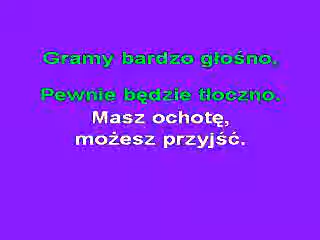 Gramy bardzo głośno.
Pewnie będzie tłoczno.
Masz ochotę,
możesz przyjść.